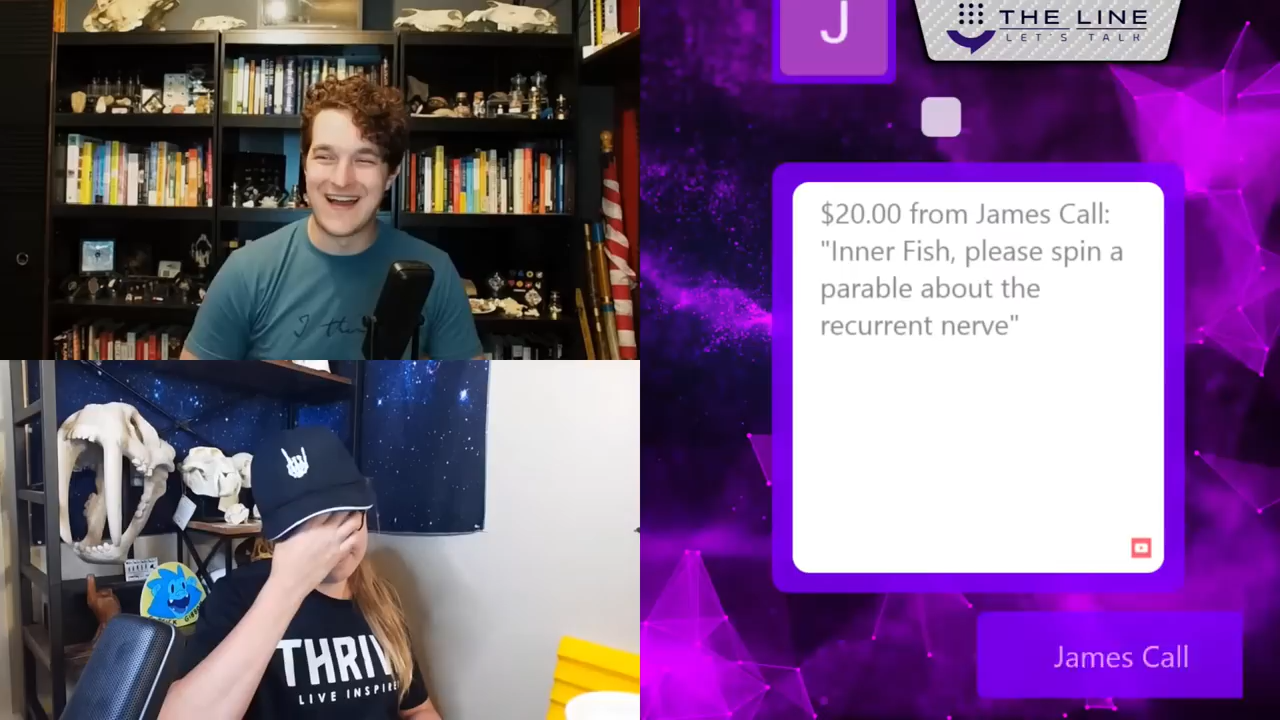 J
THE LINE
LET'S TALK
$20.00 from James Call:
"Inner Fish, please spin a
parable about the
recurrent nerve"
James Call
THRIV
LIVE INSPIRE